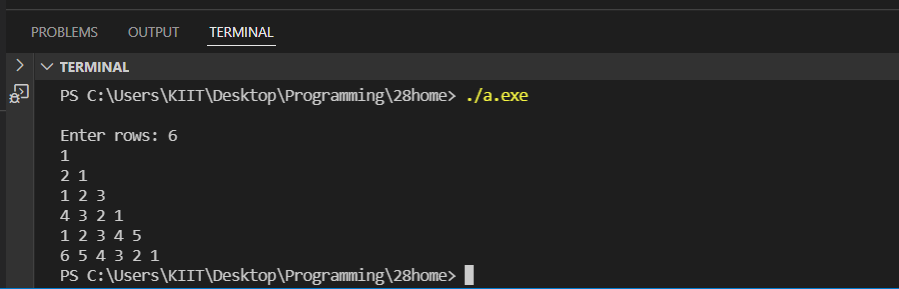 PROBLEMS OUTPUT TERMINAL
TERMINAL
PS C:\Users\KIIT\Desktop\Programming\28home> ./a.exe
Enter rows: 6
1
2 1
1 2 3
4 3 2 1
1 2 3 4 5
6 5 4 3 2 1
PS C:\Users\KIIT\Desktop\Programming\28home>